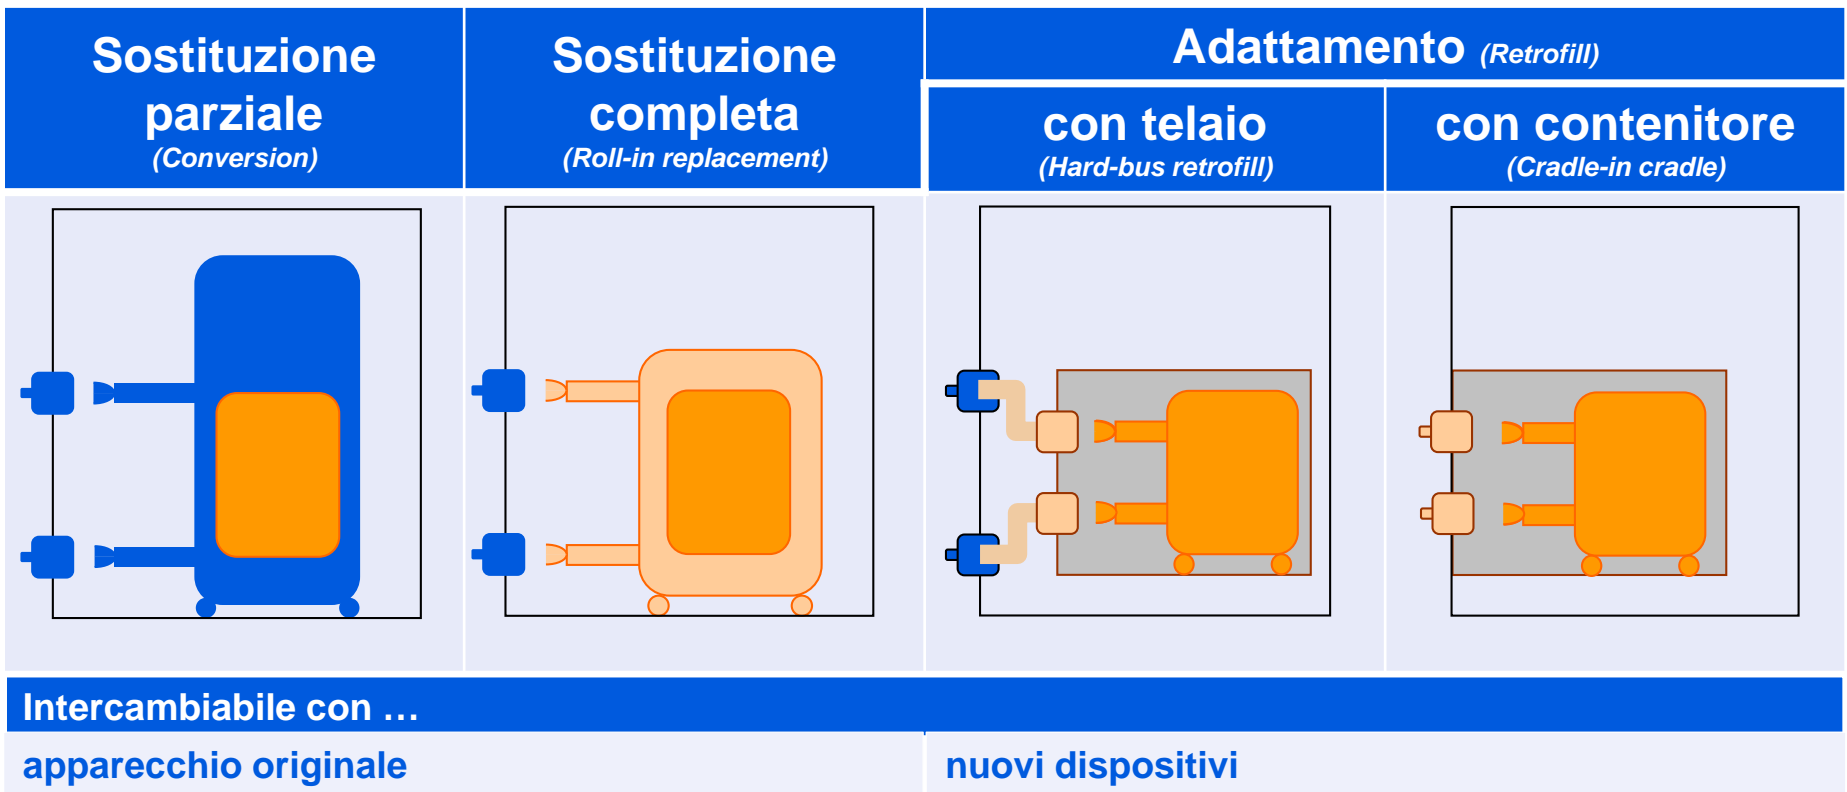 Sostituzione
parziale
(Conversion)
Sostituzione
completa
(Roll-in replacement)
Adattamento (Retrofill)
con telaio
(Hard-bus retrofill)
con contenitore
(Cradle-in cradle)
Intercambiabile con …
apparecchio originale
nuovi dispositivi